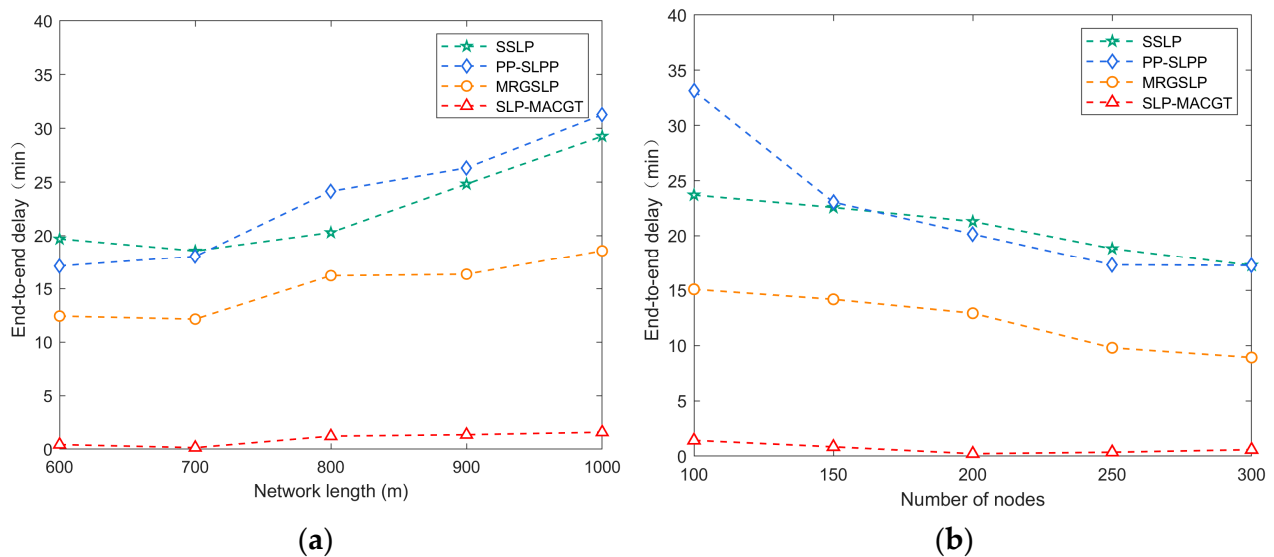 SSLP
PP-SLPP
MRGSLP
SLP-MACGT
End-to-end delay（min）
40
35
30
25
20
15
10
5
0
600 700 800 900 1000
Network length (m)
(a)
SSLP
PP-SLPP
MRGSLP
SLP-MACGT
End-to-end delay（min）
40
35
30
25
20
15
10
5
0
100 150 200 250 300
Number of nodes
(b)